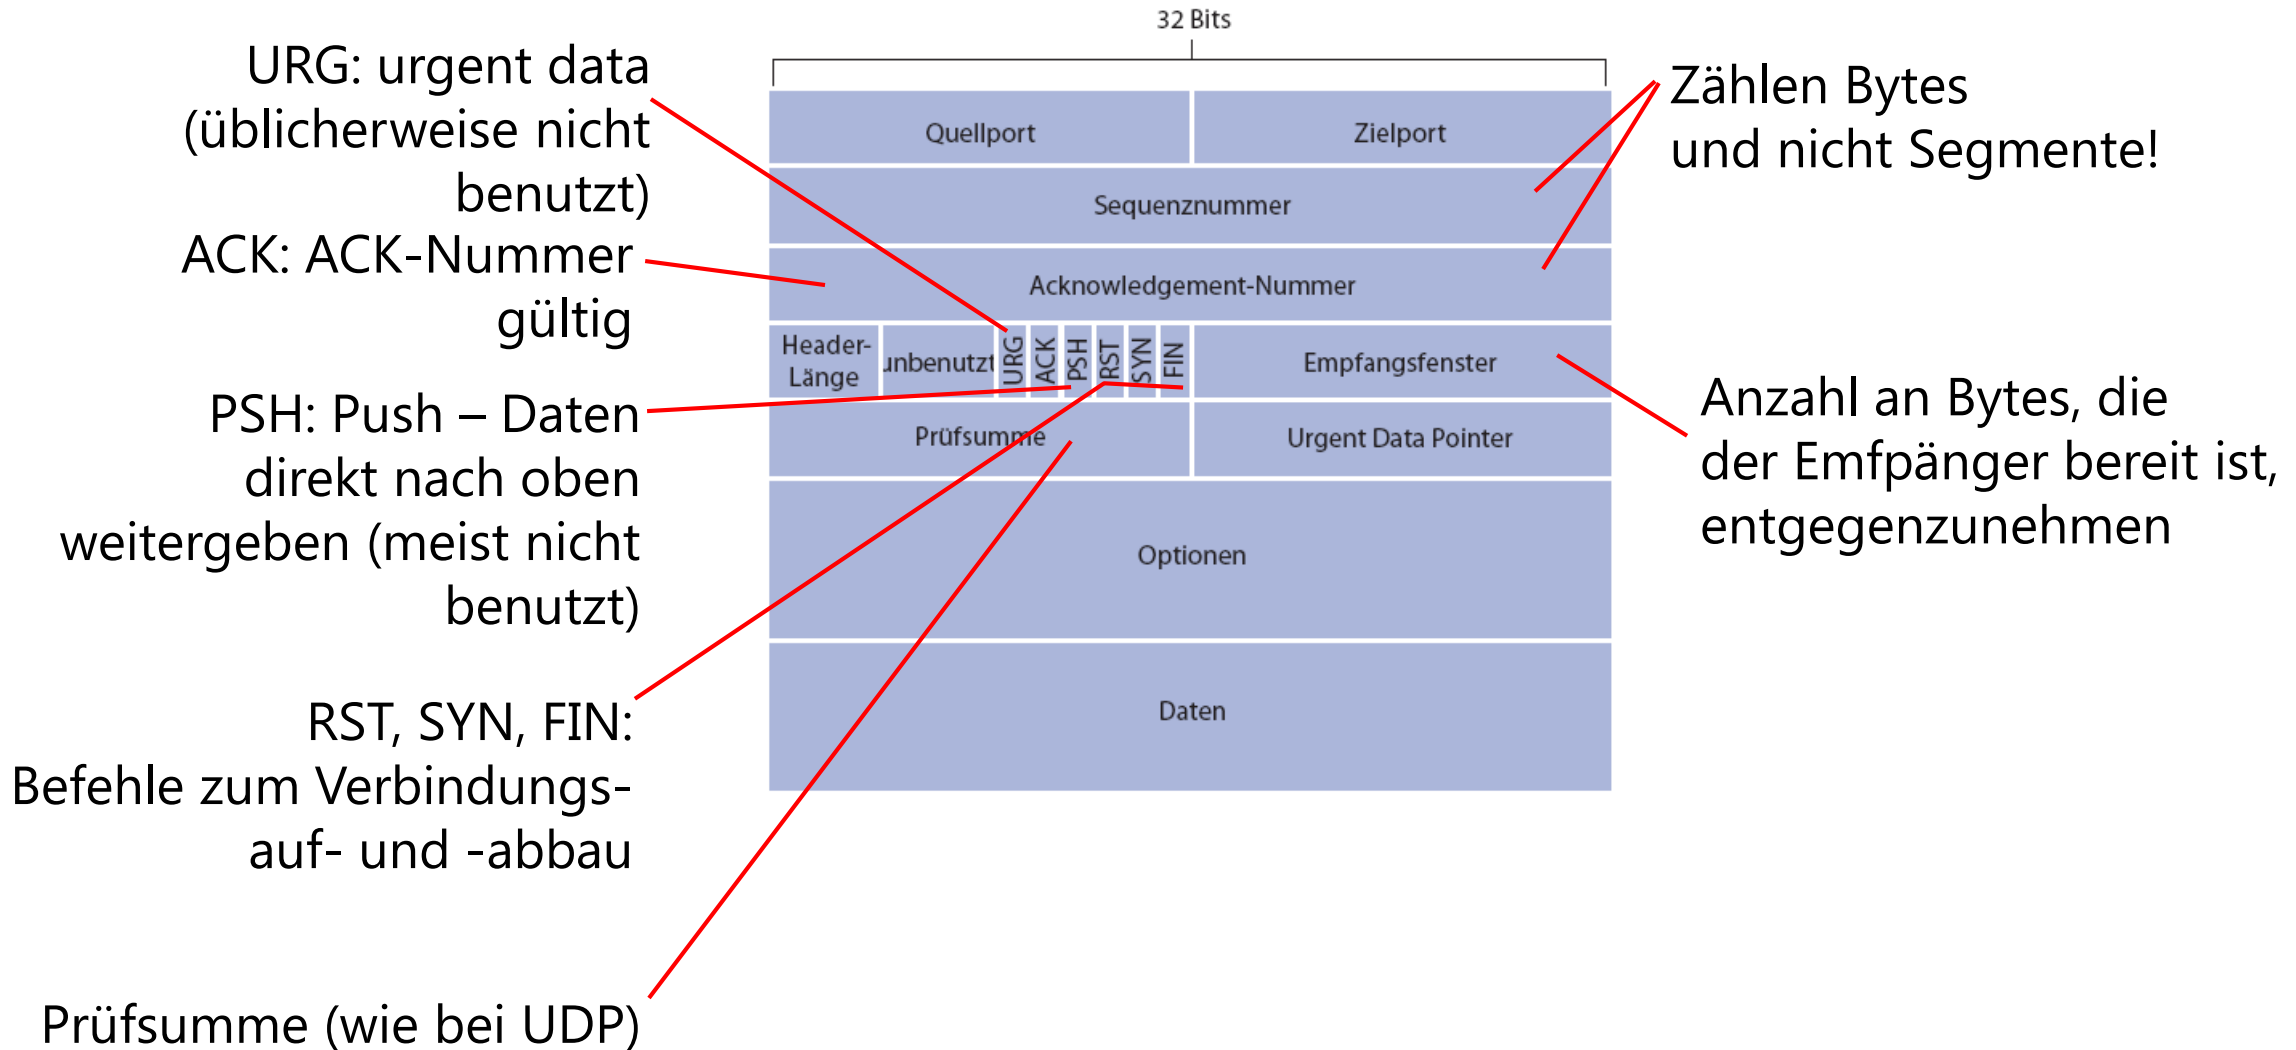 32 Bits
URG: urgent data
(üblicherweise nicht
benutzt)
ACK: ACK-Nummer
gültig
PSH: Push – Daten
direkt nach oben
weitergeben (meist nicht
benutzt)
RST, SYN, FIN:
Befehle zum Verbindungs-
auf- und -abbau
Prüfsumme (wie bei UDP)
Quellport
Zielport
Sequenznummer
Acknowledgement-Nummer
Header-
Länge
unbenutzt
URG
ACK
PSH
RST
SYN
FIN
Empfangsfenster
Prüfsumme
Urgent Data Pointer
Optionen
Daten
Zählen Bytes
und nicht Segmente!
Anzahl an Bytes, die
der Emfpänger bereit ist,
entgegenzunehmen